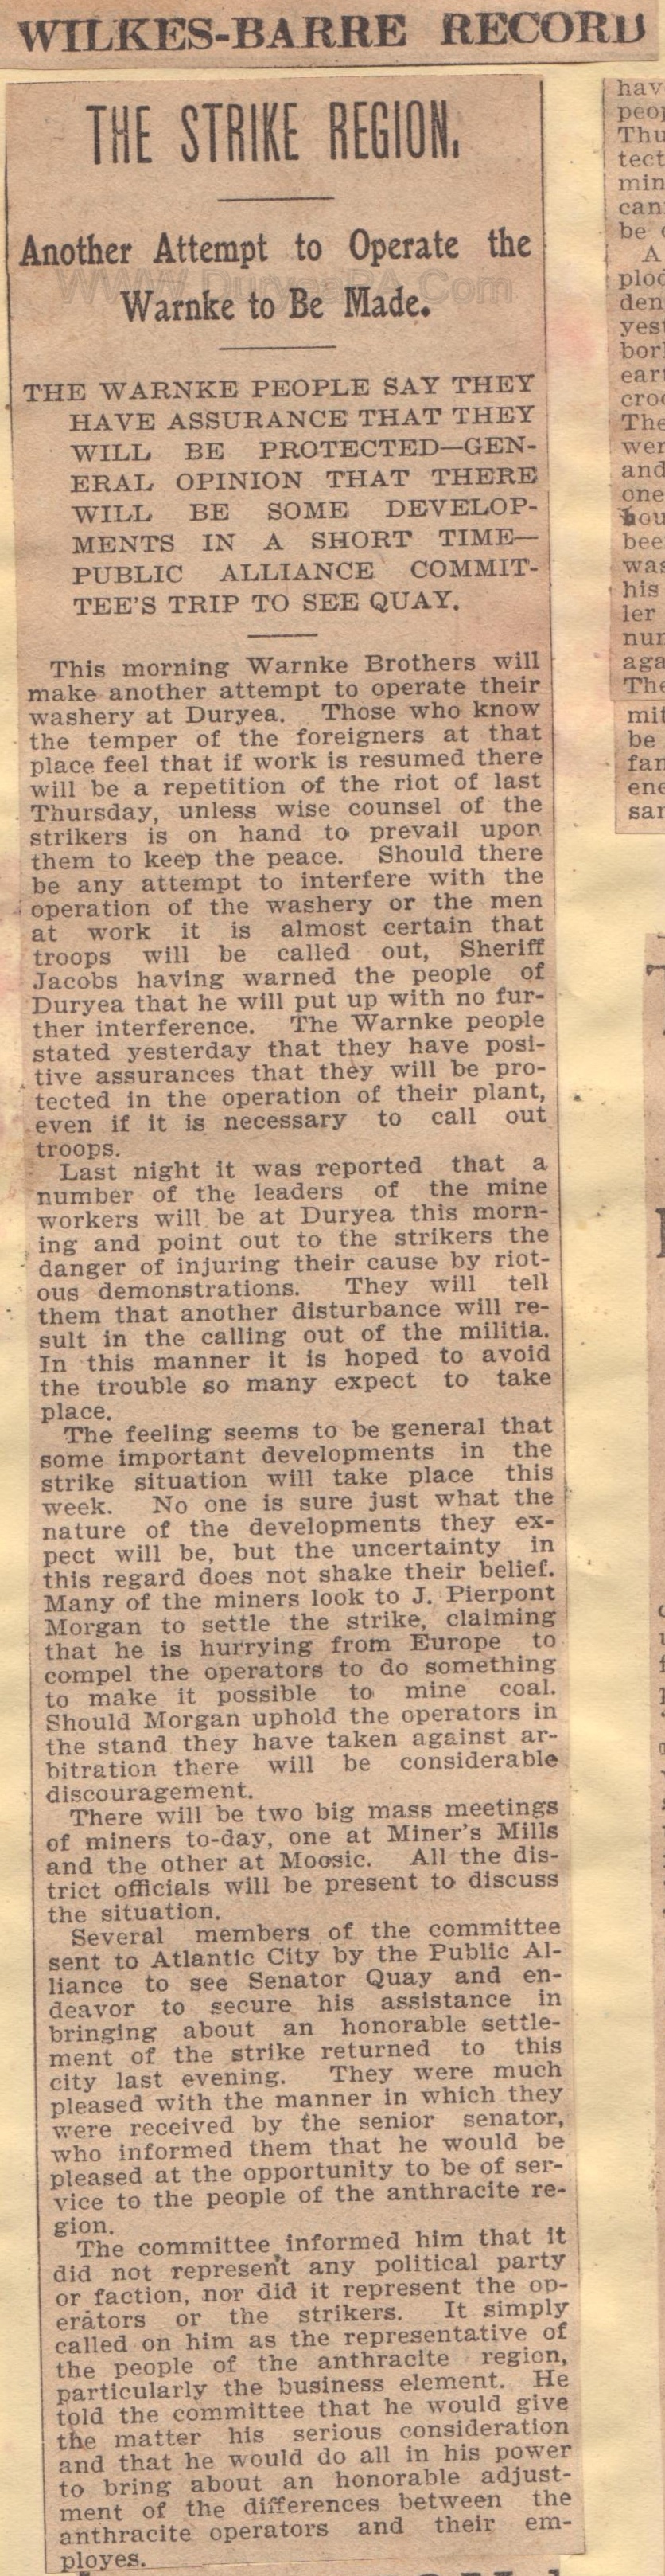 WILKES-BARRE RECORD
THE STRIKE REGION.
Another Attempt to Operate the
Warnke to Be Made.
THE WARNKE PEOPLE SAY THEY
HAVE ASSURANCE THAT THEY
WILL BE PROTECTED—GEN-
ERAL OPINION THAT THERE
WILL BE SOME DEVELOP-
MENTS IN A SHORT TIME—
PUBLIC ALLIANCE COMMIT-
TEE'S TRIP TO SEE QUAY.
This morning Warnke Brothers will
make another attempt to operate their
washery at Duryea. Those who know
the temper of the foreigners at that
place feel that if work is resumed there
will be a repetition of the riot of last
Thursday, unless wise counsel of the
strikers is on hand to prevail upon
them to keep the peace. Should there
be any attempt to interfere with the
operation of the washery or the men
at work it is almost certain that
troops will be called out, Sheriff
Jacobs having warned the people of
Duryea that he will put up with no fur-
ther interference. The Warnke people
stated yesterday that they have posi-
tive assurances that they will be pro-
tected in the operation of their plant,
even if it is necessary to call out
troops.
Last night it was reported that a
number of the leaders of the mine
workers will be at Duryea this morn-
ing and point out to the strikers the
danger of injuring their cause by riot-
ous demonstrations. They will tell
them that another disturbance will re-
sult in the calling out of the militia.
In this manner it is hoped to avoid
the trouble so many expect to take
place.
The feeling seems to be general that
some important developments in the
strike situation will take place this
week. No one is sure just what the
nature of the developments they ex-
pect will be, but the uncertainty in
this regard does not shake their belief.
Many of the miners look to J. Pierpont
Morgan to settle the strike, claiming
that he is hurrying from Europe to
compel the operators to do something
to make it possible to mine coal.
Should Morgan uphold the operators in
the stand they have taken against ar-
bitration there will be considerable
discouragement.
There will be two big mass meetings
of miners to-day, one at Miner's Mills
and the other at Moosic. All the dis-
trict officials will be present to discuss
the situation.
Several members of the committee
sent to Atlantic City by the Public Al-
liance to see Senator Quay and en-
deavor to secure his assistance in
bringing about an honorable settle-
ment of the strike returned to this
city last evening. They were much
pleased with the manner in which they
were received by the senior senator,
who informed them that he would be
pleased at the opportunity to be of ser-
vice to the people of the anthracite re-
gion.
The committee informed him that it
did not represent any political party
or faction, nor did it represent the op-
erators or the strikers. It simply
called on him as the representative of
the people of the anthracite region,
particularly the business element. He
told the committee that he would give
the matter his serious consideration
and that he would do all in his power
to bring about an honorable adjust-
ment of the differences between the
anthracite operators and their em-
ployes.